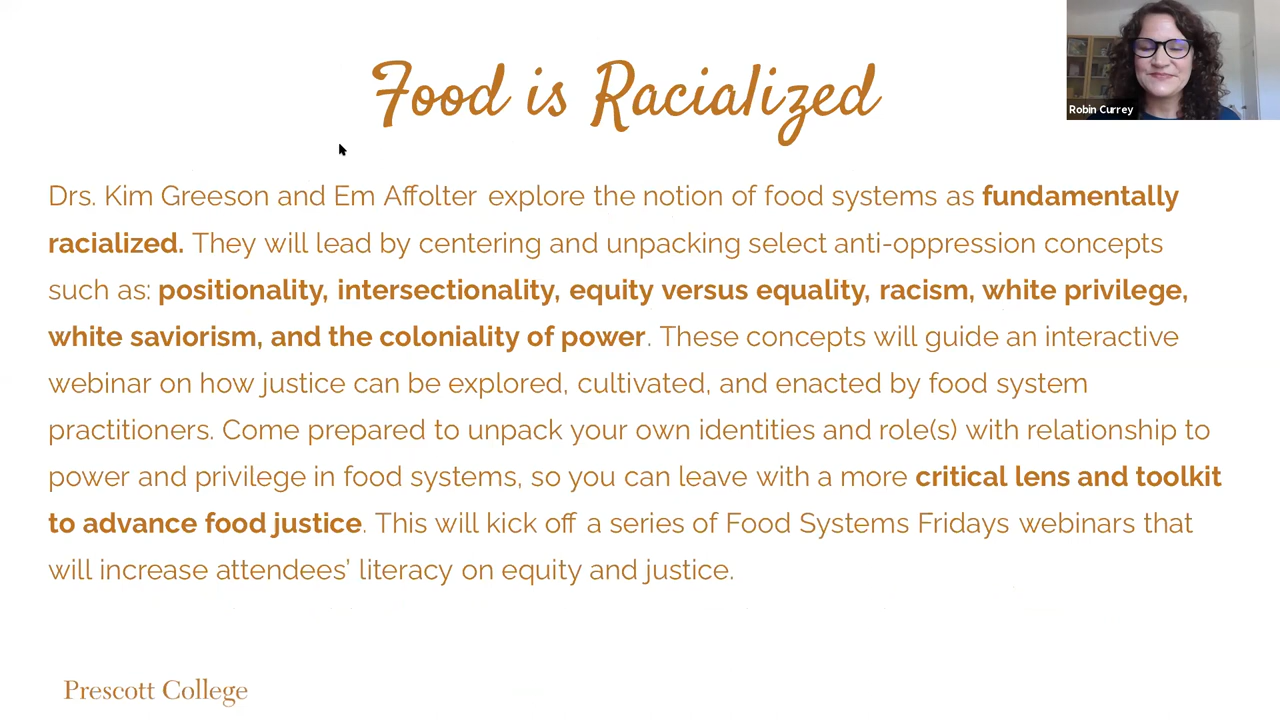 Food is Racialized
Robin Currey
Drs. Kim Greeson and Em Affolter explore the notion of food systems as fundamentally
racialized. They will lead by centering and unpacking select anti-oppression concepts
such as: positionality, intersectionality, equity versus equality, racism, white privilege,
white saviorism, and the coloniality of power. These concepts will guide an interactive
webinar on how justice can be explored, cultivated, and enacted by food system
practitioners. Come prepared to unpack your own identities and role(s) with relationship to
power and privilege in food systems, so you can leave with a more critical lens and toolkit
to advance food justice. This will kick off a series of Food Systems Fridays webinars that
will increase attendees’ literacy on equity and justice.
Prescott College